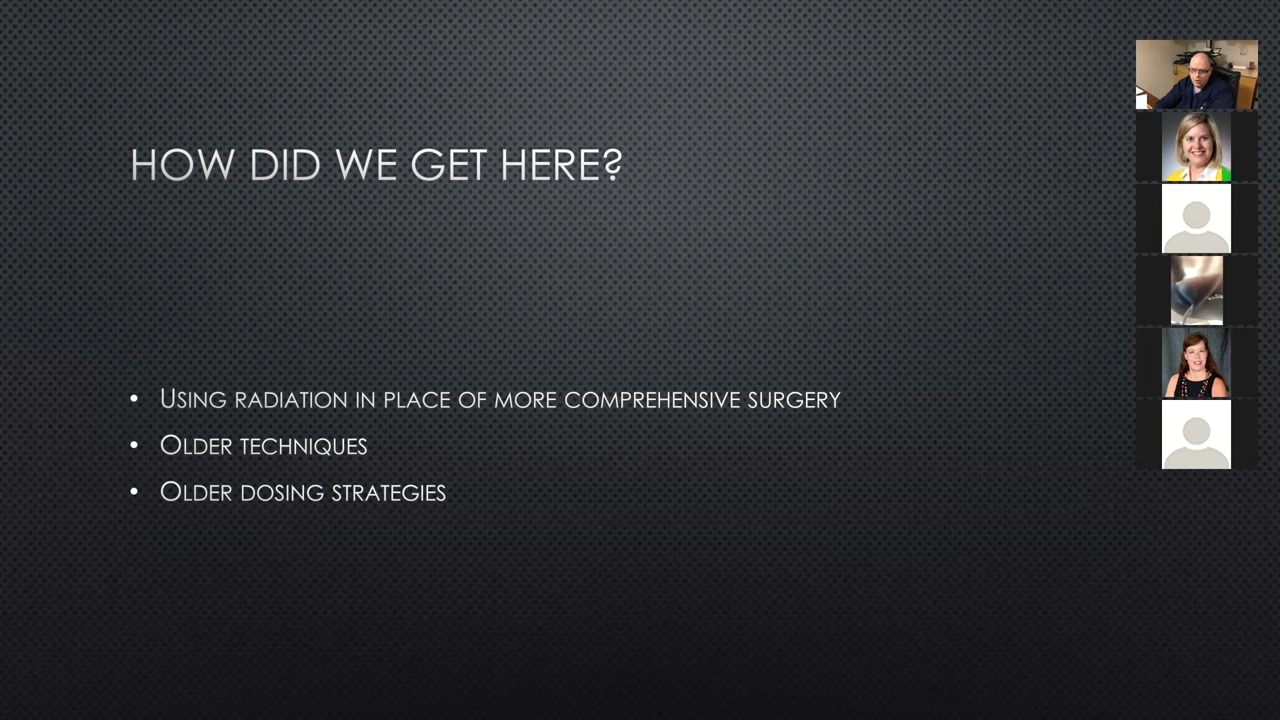 HOW DID WE GET HERE?
• USING RADIATION IN PLACE OF MORE COMPREHENSIVE SURGERY
• OLDER TECHNIQUES
• OLDER DOSING STRATEGIES